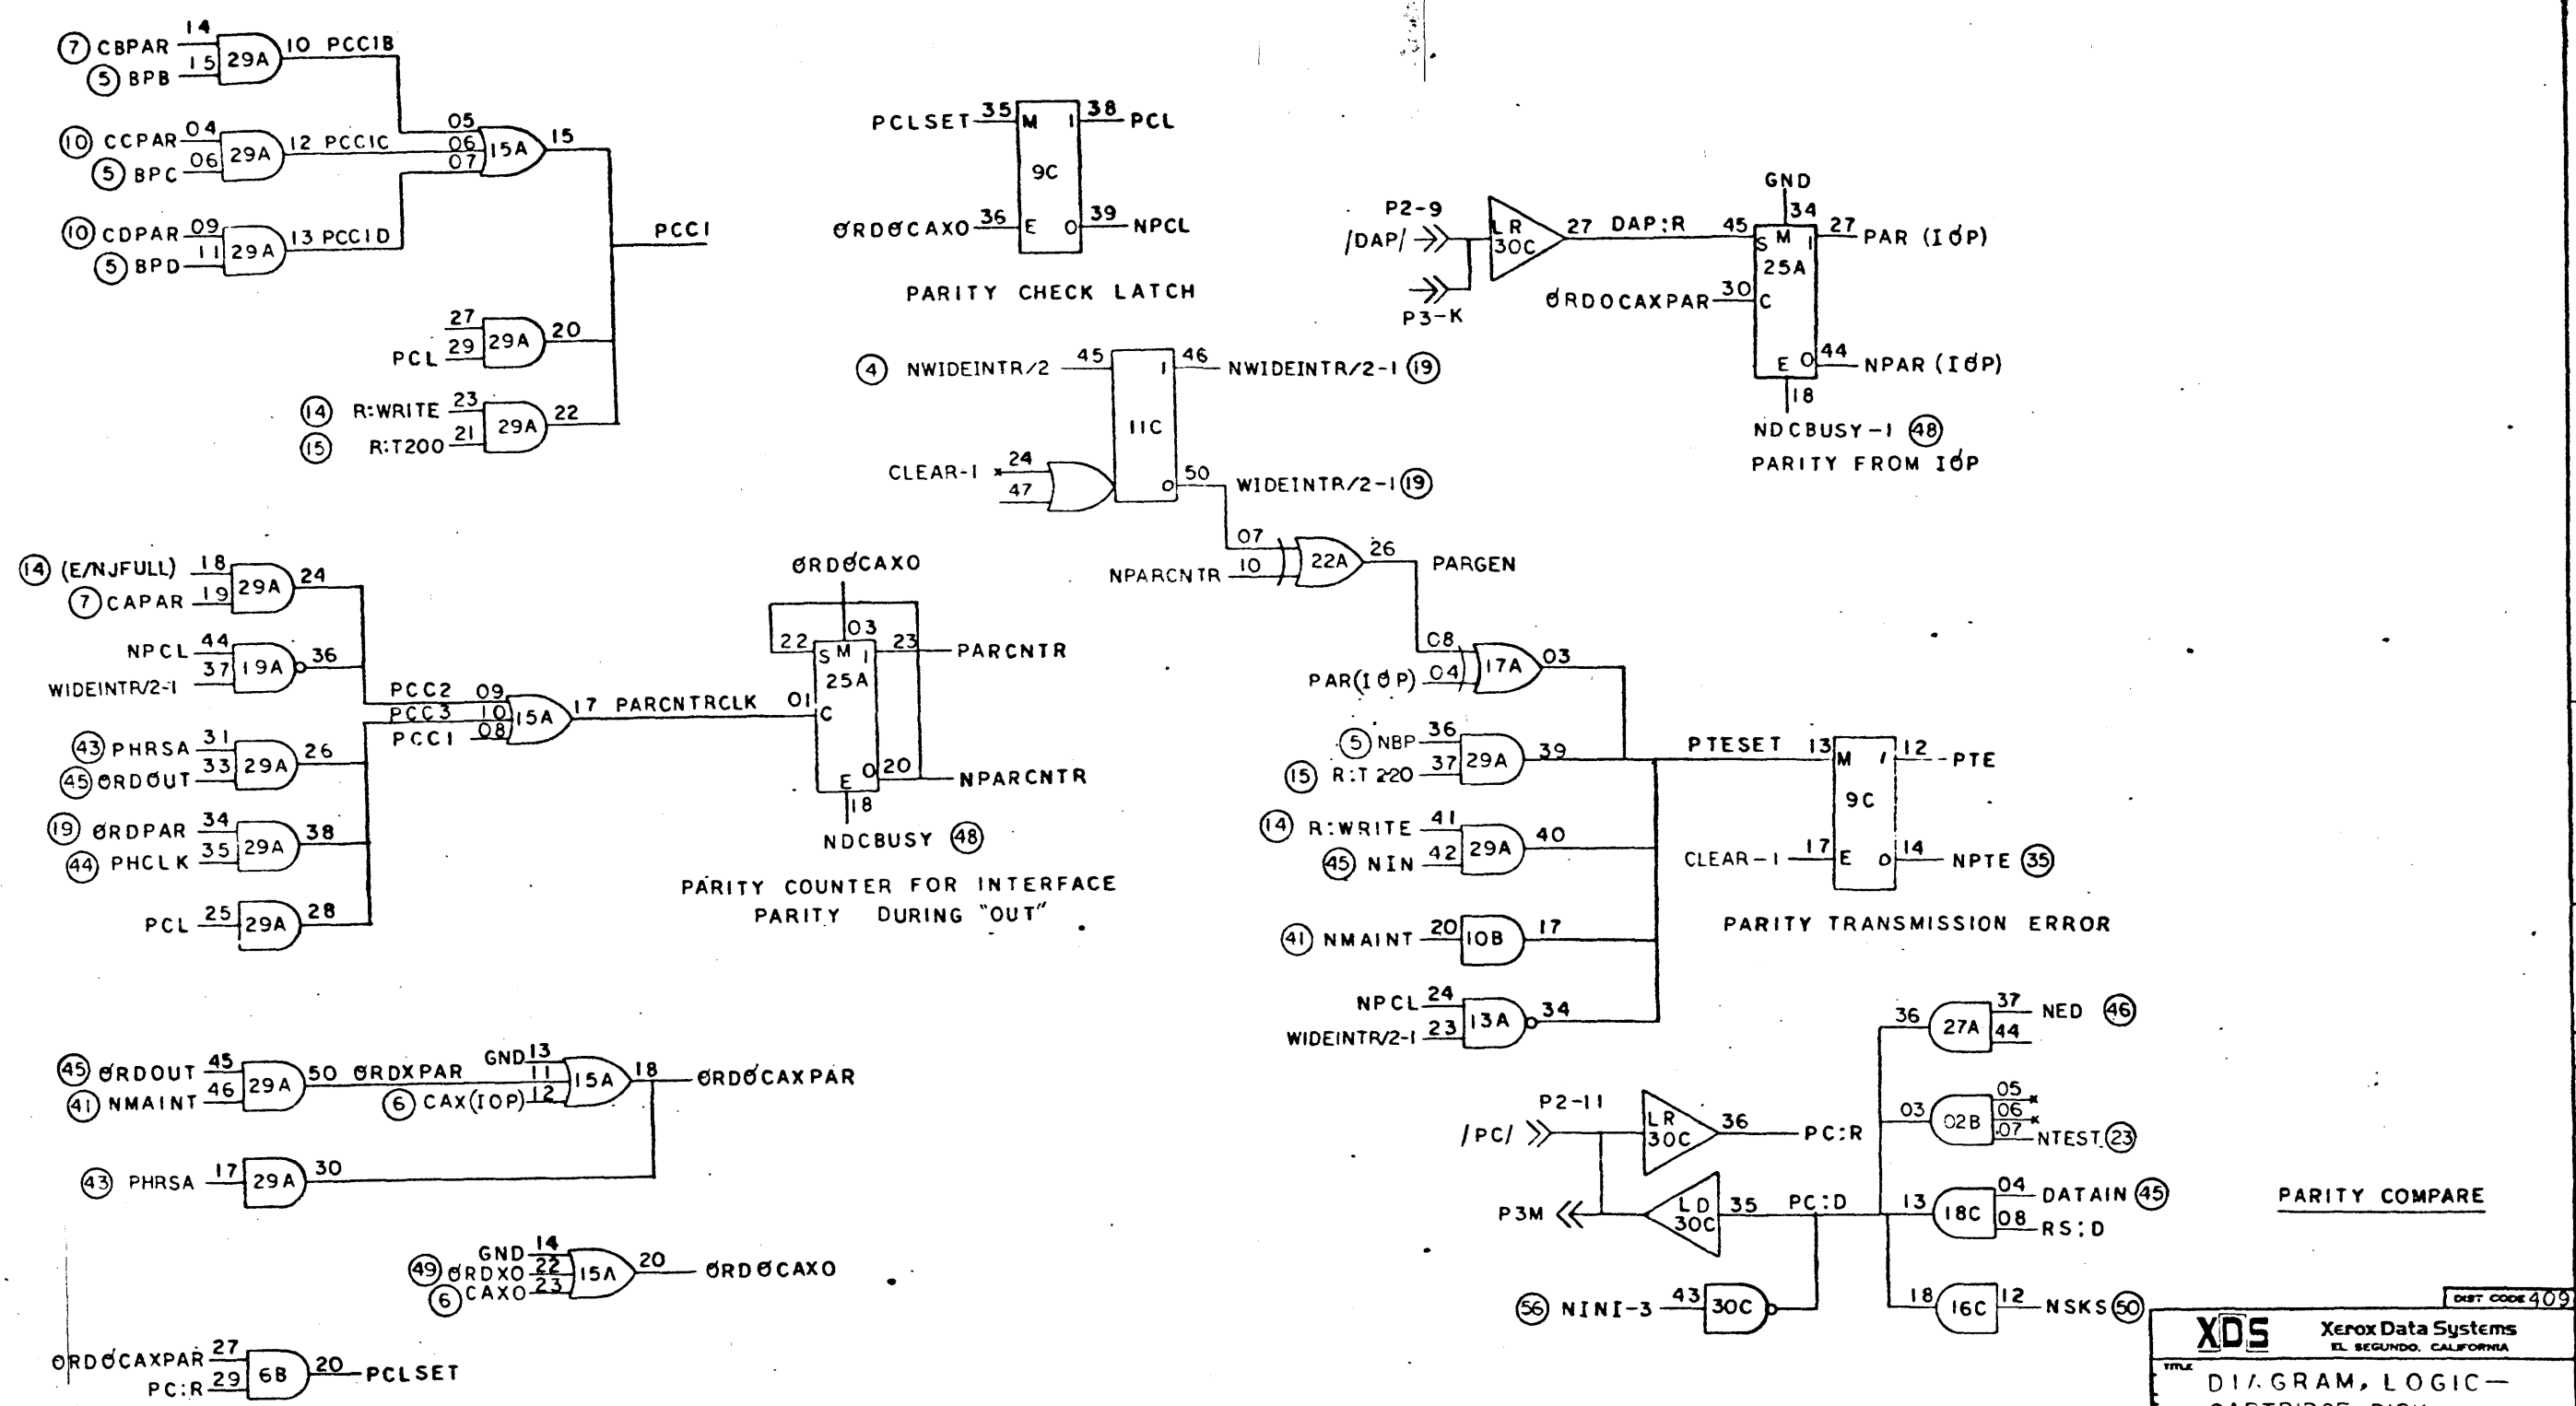 14
7 CBPAR
15
5 BPB
29A
10 PCC1B
10 CCPAR 04
06
5 BPC
29A
12 PCC1C
10 CDPAR 09
11
5 BPD
29A
13 PCC1D
05
06
07
15A
15
PCC1
27
PCL 29
29A
20
14 R:WRITE 23
15 R:T200 21
29A
22
PCLSET 35
M 1
9C
E 0
38 PCL
ØRDØCAXO 36
39 NPCL
PARITY CHECK LATCH
P2-9
/DAP/
P3-K
LR
30C
27 DAP:R 45
GND
34
S M 1
25A
C
E 0
27 PAR (IØP)
ØRDOCAXPAR 30
44 NPAR (IØP)
18
NDCBUSY-1 48
PARITY FROM IØP
4 NWIDEINTR/2 45
1
11C
0
46 NWIDEINTR/2-1 19
CLEAR-1 24
47
50 WIDEINTR/2-1 19
07
NPARCNTR 10
22A
26 PARGEN
14 (E/NJFULL) 18
7 CAPAR 19
29A
24
NPCL 44
WIDEINTR/2-1 37
19A
36
43 PHRSA 31
45 ØRDØUT 33
29A
26
19 ØRDPAR 34
44 PHCLK 35
29A
38
PCL 25
29A
28
PCC2 09
PCC3 10
PCC1 08
15A
17 PARCNTRCLK 01
ØRDØCAXO
03
22
S M 1
25A
C
E 0
23 PARCNTR
20 NPARCNTR
18
NDCBUSY 48
PARITY COUNTER FOR INTERFACE
PARITY DURING "OUT"
08
PAR(IØP) 04
17A
03
5 NBP 36
15 R:T220 37
29A
39
PTESET 13
M 1
9C
E 0
12 PTE
14 R:WRITE 41
45 NIN 42
29A
40
CLEAR-1 17
14 NPTE 35
PARITY TRANSMISSION ERROR
41 NMAINT 20
10B
17
NPCL 24
WIDEINTR/2-1 23
13A
34
45 ØRDOUT 45
41 NMAINT 46
29A
50 ØRDXPAR
GND 13
11
6 CAX(IOP) 12
15A
18
ØRDØCAXPAR
43 PHRSA 17
29A
30
GND 14
49 ØRDXO 22
6 CAXO 23
15A
20 ØRDØCAXO
ØRDØCAXPAR 27
PC:R 29
6B
20 PCLSET
36
27A
37 NED 46
44
03
02B
05
06
07 NTEST 23
P2-11
/PC/
LR
30C
36 PC:R
P3M
LD
30C
35 PC:D
13
18C
04 DATAIN 45
08 RS:D
56 NINI-3 43
30C
18
16C
12 NSKS 50
PARITY COMPARE
DIST CODE 409
XDS Xerox Data Systems
EL SEGUNDO, CALIFORNIA
TITLE
DIAGRAM, LOGIC—